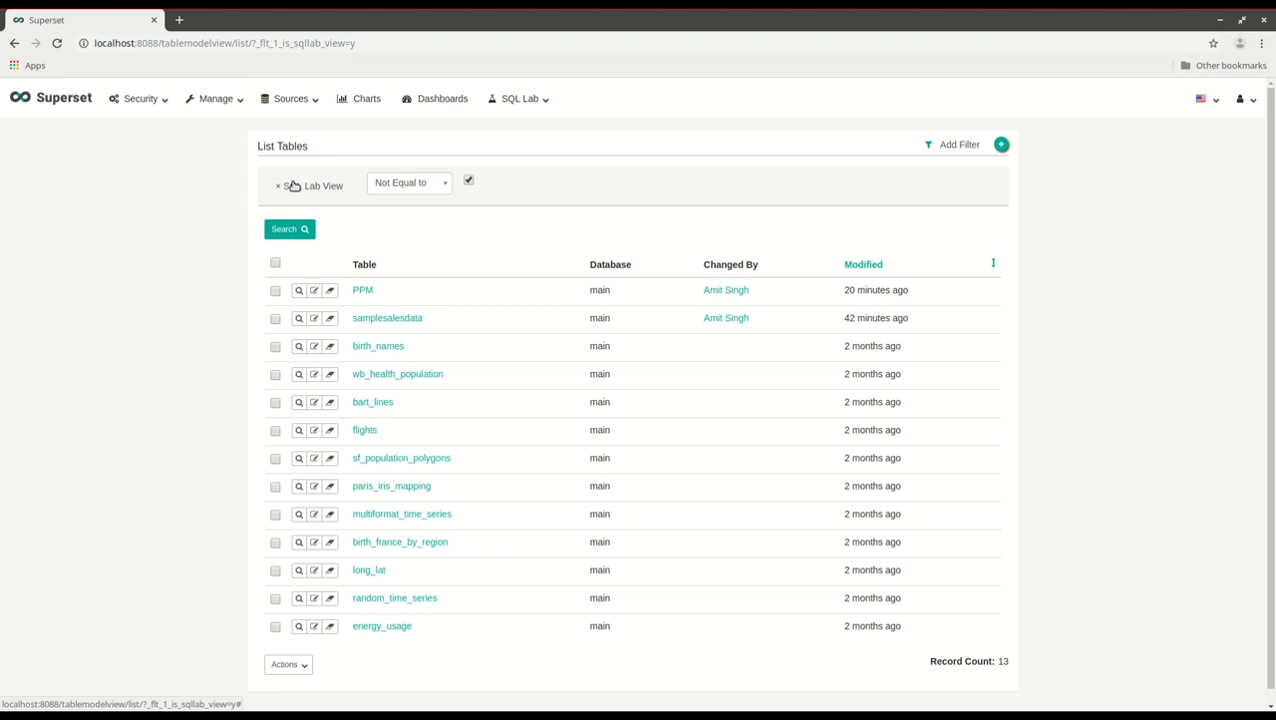 Superset
localhost:8088/tablemodelview/list/?_flt_1_is_sqllab_view=y
Apps
Other bookmarks
Superset Security Manage Sources Charts Dashboards SQL Lab
List Tables
Add Filter
× Lab View Not Equal to
Search
Table Database Changed By Modified
PPM main Amit Singh 20 minutes ago
samplesalesdata main Amit Singh 42 minutes ago
birth_names main 2 months ago
wb_health_population main 2 months ago
bart_lines main 2 months ago
flights main 2 months ago
sf_population_polygons main 2 months ago
paris_iris_mapping main 2 months ago
multiformat_time_series main 2 months ago
birth_france_by_region main 2 months ago
long_lat main 2 months ago
random_time_series main 2 months ago
energy_usage main 2 months ago
Actions
Record Count: 13
localhost:8088/tablemodelview/list/?_flt_1_is_sqllab_view=y#